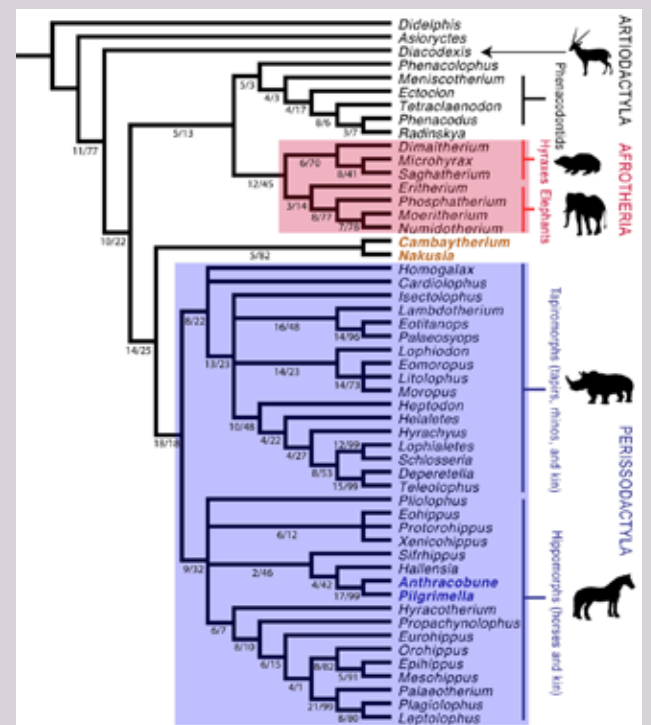 Didelphis
Asioryctes
Diacodexis
Phenacolophus
Meniscotherium
Ectocion
Tetraclaenodon
Phenacodus
Radinskya
Dimaitherium
Microhyrax
Saghatherium
Eritherium
Phosphatherium
Moeritherium
Numidotherium
Cambaytherium
Nakusia
Homogalax
Cardiolophus
Isectolophus
Lambdotherium
Eotitanops
Palaeosyops
Lophiodon
Eomoropus
Litolophus
Moropus
Heptodon
Helaletes
Hyrachyus
Lophialetes
Schlosseria
Deperetella
Teleolophus
Pliolophus
Eohippus
Protorohippus
Xenicohippus
Sifrhippus
Hallensia
Anthracobune
Pilgrimella
Hyracotherium
Propachynolophus
Eurohippus
Orohippus
Epihippus
Meschippus
Palaeotherium
Plagiolophus
Leptolophus
11/77
10/22
5/13
5/3
4/3
4/17
8/6
3/7
12/45
6/70
8/41
3/14
8/77
7/78
14/25
5/82
18/18
8/22
13/23
16/48
14/96
14/23
14/73
10/48
4/22
4/27
8/53
12/99
15/99
9/32
6/12
2/46
4/42
17/99
6/7
8/10
6/15
4/1
8/82
5/91
21/99
8/80
ARTIODACTYLA
Phenacodontids
AFROTHERIA
Hyraxes
Elephants
PERISSODACTYLA
Tapiromorphs (tapirs, rhinos, and kin)
Hippomorphs (horses and kin)